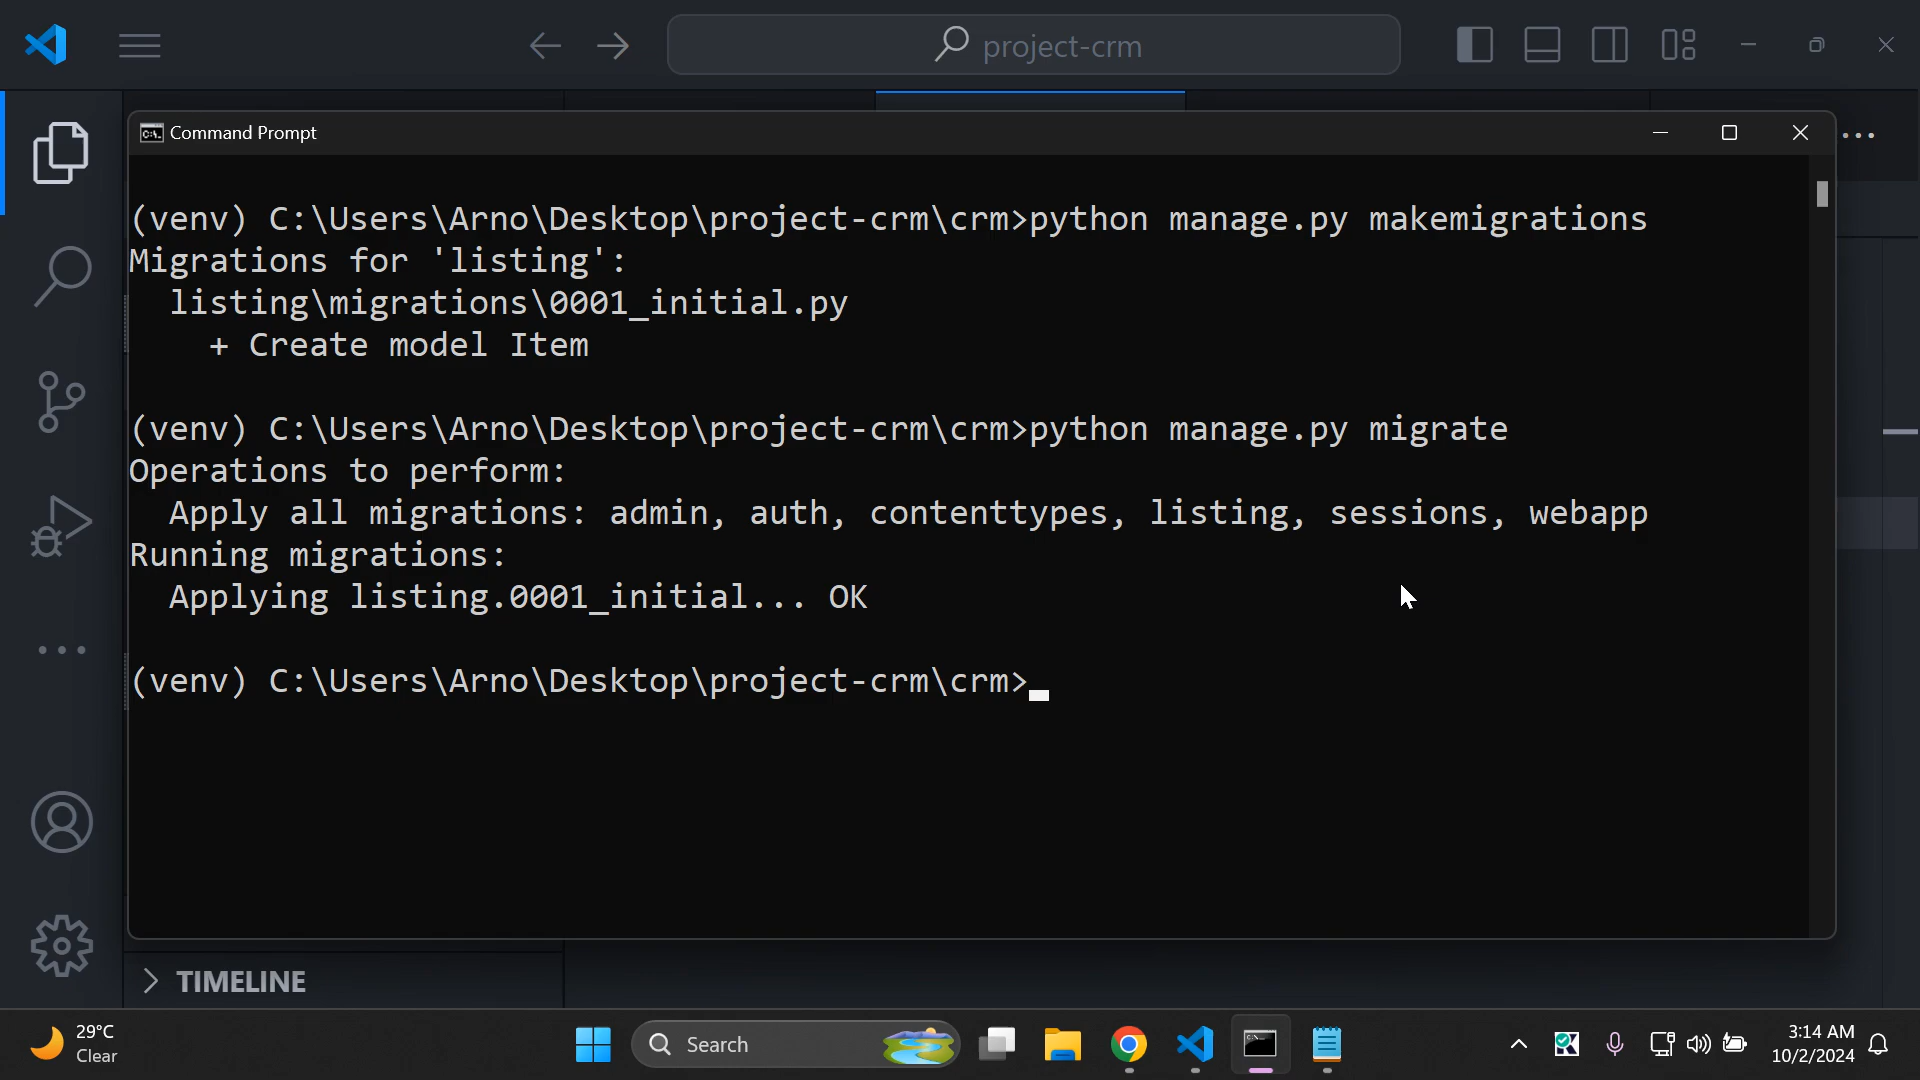 project-crm
Command Prompt
(venv) C:\Users\Arno\Desktop\project-crm\crm>python manage.py makemigrations
Migrations for 'listing':
  listing\migrations\0001_initial.py
    + Create model Item
(venv) C:\Users\Arno\Desktop\project-crm\crm>python manage.py migrate
Operations to perform:
  Apply all migrations: admin, auth, contenttypes, listing, sessions, webapp
Running migrations:
  Applying listing.0001_initial... OK
(venv) C:\Users\Arno\Desktop\project-crm\crm>
TIMELINE
29°C
Clear
Search
3:14 AM
10/2/2024